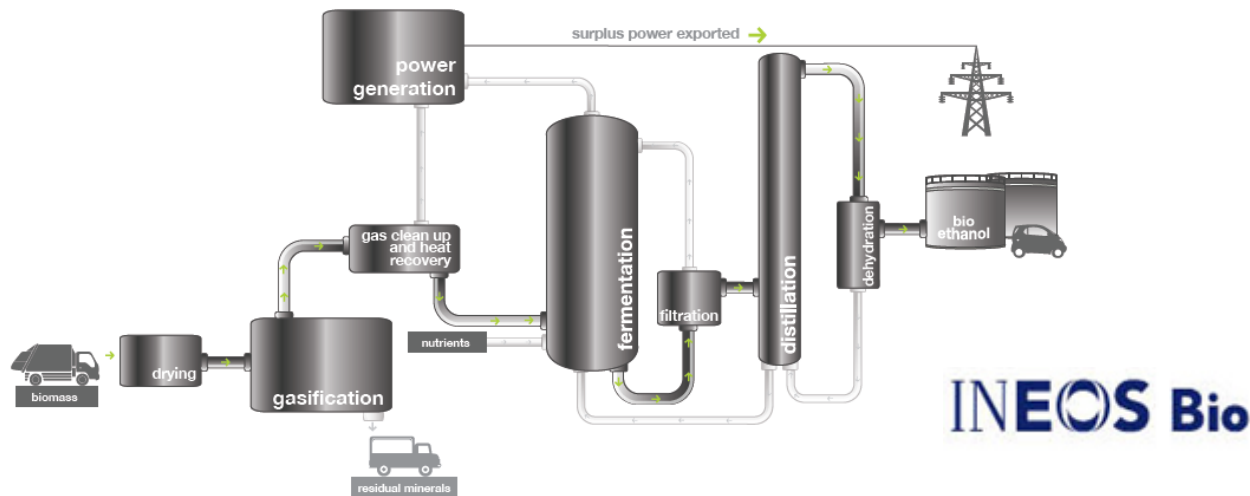 surplus power exported
power
generation
gas clean up
and heat
recovery
fermentation
nutrients
filtration
distillation
dehydration
bio
ethanol
drying
gasification
biomass
residual minerals
INEOS Bio